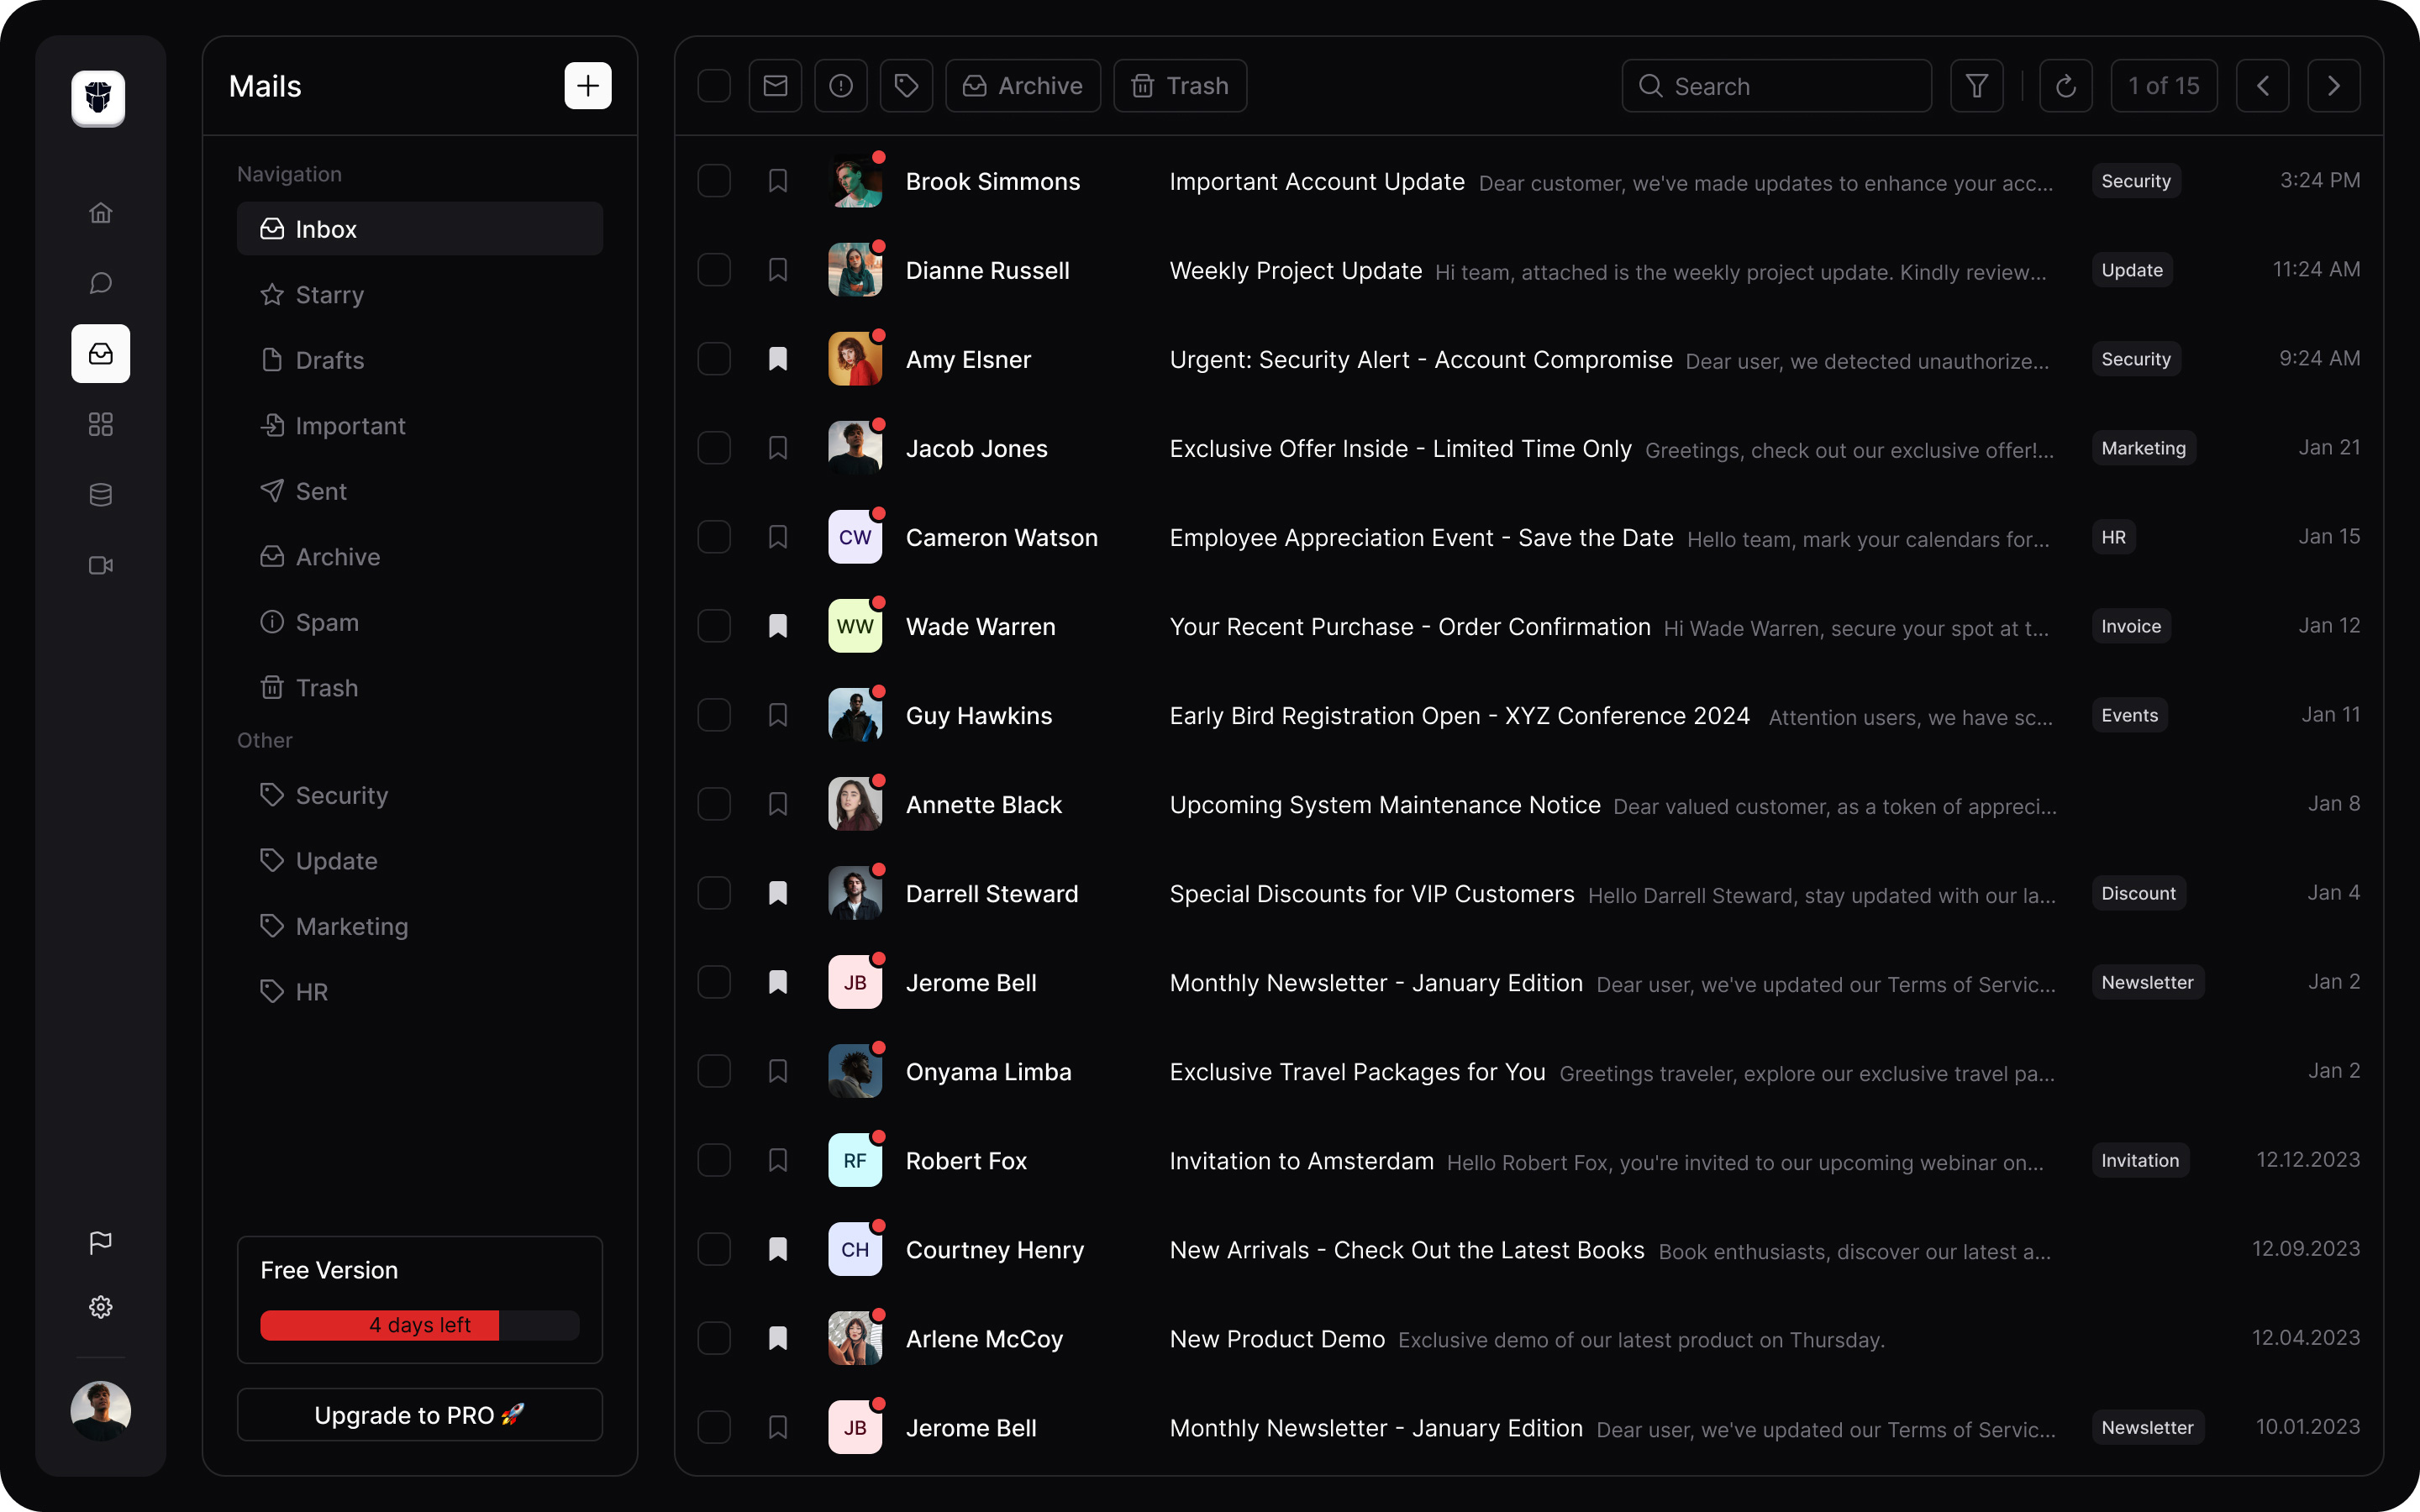 Mails
Navigation
Inbox
Starry
Drafts
Important
Sent
Archive
Spam
Trash
Other
Security
Update
Marketing
HR
Free Version
4 days left
Upgrade to PRO 🚀
Archive Trash Search 1 of 15
Brook Simmons Important Account Update Dear customer, we've made updates to enhance your acc... Security 3:24 PM
Dianne Russell Weekly Project Update Hi team, attached is the weekly project update. Kindly review... Update 11:24 AM
Amy Elsner Urgent: Security Alert - Account Compromise Dear user, we detected unauthorize... Security 9:24 AM
Jacob Jones Exclusive Offer Inside - Limited Time Only Greetings, check out our exclusive offer!... Marketing Jan 21
CW Cameron Watson Employee Appreciation Event - Save the Date Hello team, mark your calendars for... HR Jan 15
WW Wade Warren Your Recent Purchase - Order Confirmation Hi Wade Warren, secure your spot at t... Invoice Jan 12
Guy Hawkins Early Bird Registration Open - XYZ Conference 2024 Attention users, we have sc... Events Jan 11
Annette Black Upcoming System Maintenance Notice Dear valued customer, as a token of appreci... Jan 8
Darrell Steward Special Discounts for VIP Customers Hello Darrell Steward, stay updated with our la... Discount Jan 4
JB Jerome Bell Monthly Newsletter - January Edition Dear user, we've updated our Terms of Servic... Newsletter Jan 2
Onyama Limba Exclusive Travel Packages for You Greetings traveler, explore our exclusive travel pa... Jan 2
RF Robert Fox Invitation to Amsterdam Hello Robert Fox, you're invited to our upcoming webinar on... Invitation 12.12.2023
CH Courtney Henry New Arrivals - Check Out the Latest Books Book enthusiasts, discover our latest a... 12.09.2023
Arlene McCoy New Product Demo Exclusive demo of our latest product on Thursday. 12.04.2023
JB Jerome Bell Monthly Newsletter - January Edition Dear user, we've updated our Terms of Servic... Newsletter 10.01.2023